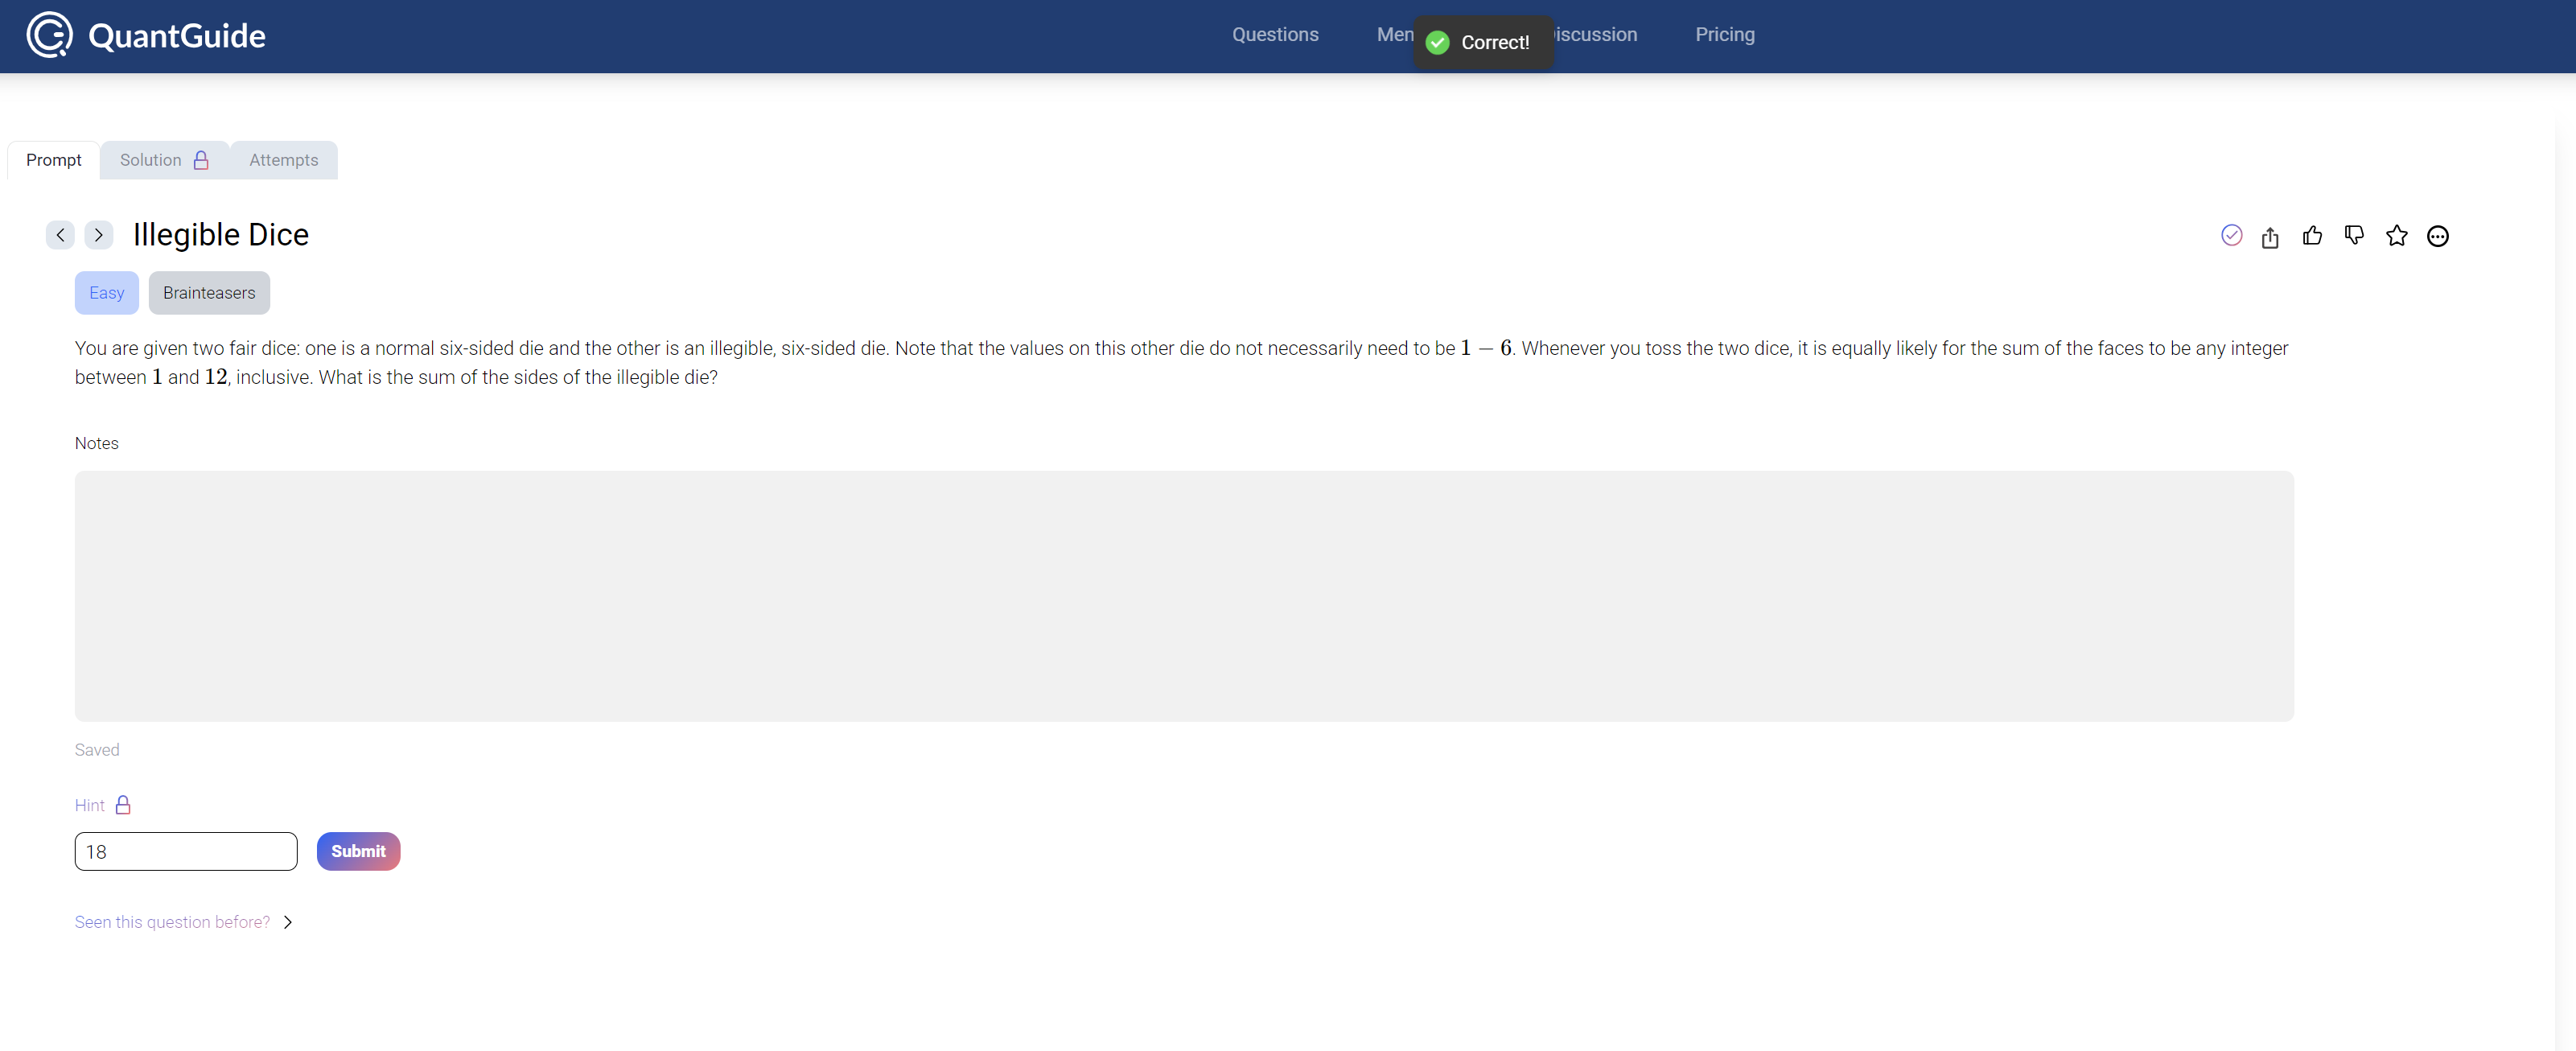 QuantGuide
Questions
Men
Correct!
iscussion
Pricing
Prompt
Solution
Attempts
Illegible Dice
Easy
Brainteasers
You are given two fair dice: one is a normal six-sided die and the other is an illegible, six-sided die. Note that the values on this other die do not necessarily need to be 1 − 6. Whenever you toss the two dice, it is equally likely for the sum of the faces to be any integer
between 1 and 12, inclusive. What is the sum of the sides of the illegible die?
Notes
Saved
Hint
18
Submit
Seen this question before?